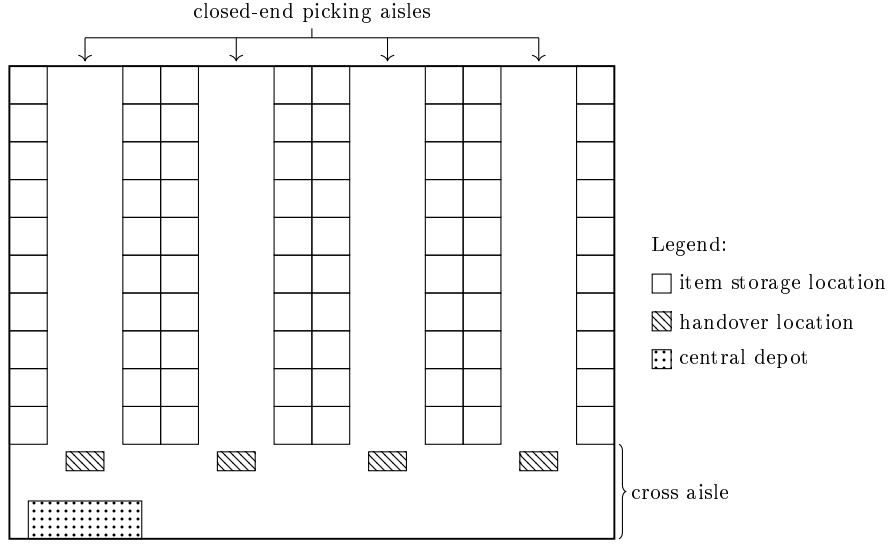 closed-end picking aisles
Legend:
item storage location
handover location
central depot
cross aisle